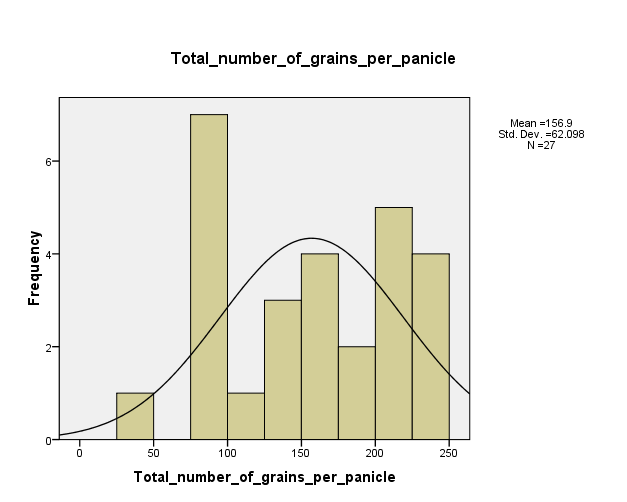 Total_number_of_grains_per_panicle
Mean =156.9
Std. Dev. =62.098
N =27
Frequency
6
4
2
0
0 50 100 150 200 250
Total_number_of_grains_per_panicle